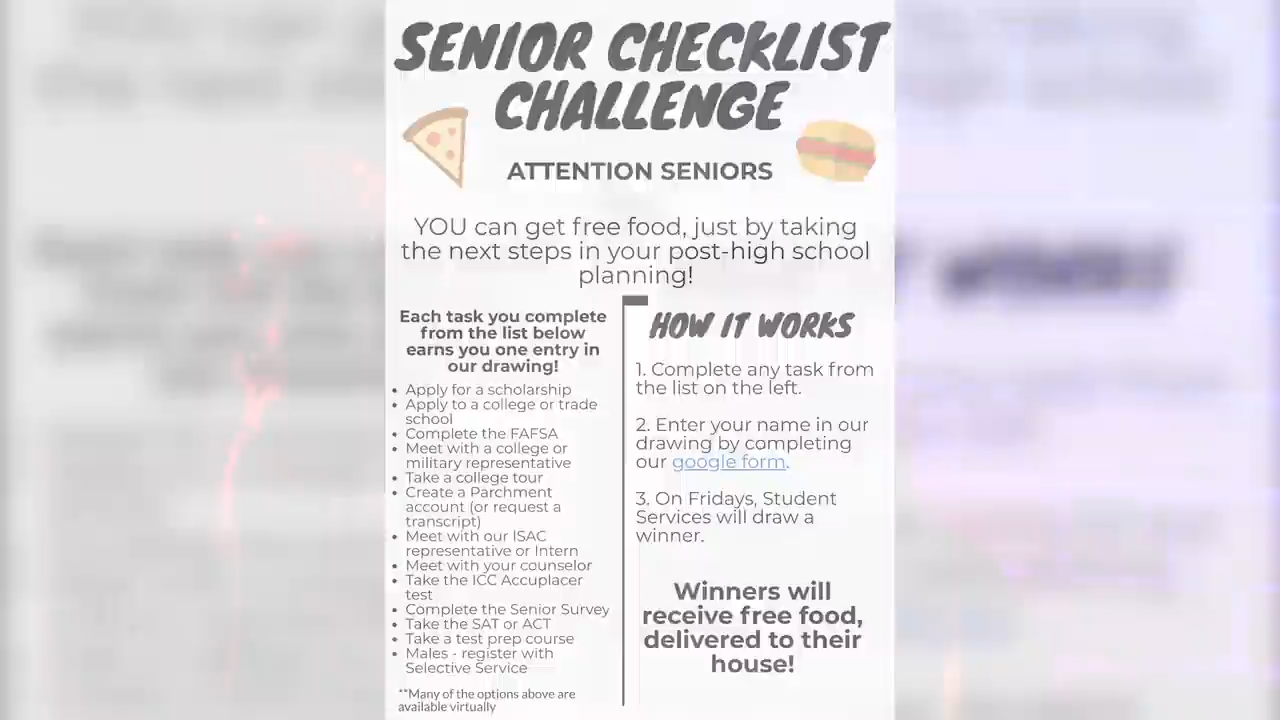 SENIOR CHECKLIST
CHALLENGE
ATTENTION SENIORS
YOU can get free food, just by taking
the next steps in your post-high school
planning!
Each task you complete
from the list below
earns you one entry in
our drawing!
• Apply for a scholarship
• Apply to a college or trade
school
• Complete the FAFSA
• Meet with a college or
military representative
• Take a college tour
• Create a Parchment
account (or request a
transcript)
• Meet with our ISAC
representative or Intern
• Meet with your counselor
• Take the ICC Accuplacer
test
• Complete the Senior Survey
• Take the SAT or ACT
• Take a test prep course
• Males - register with
Selective Service
**Many of the options above are
available virtually
HOW IT WORKS
1. Complete any task from
the list on the left.
2. Enter your name in our
drawing by completing
our google form.
3. On Fridays, Student
Services will draw a
winner.
Winners will
receive free food,
delivered to their
house!